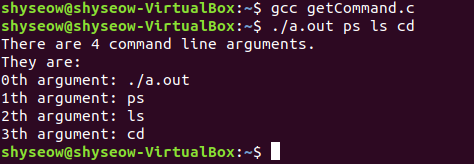 shyseow@shyseow-VirtualBox:~$ gcc getCommand.c
shyseow@shyseow-VirtualBox:~$ ./a.out ps ls cd
There are 4 command line arguments.
They are:
0th argument: ./a.out
1th argument: ps
2th argument: ls
3th argument: cd
shyseow@shyseow-VirtualBox:~$